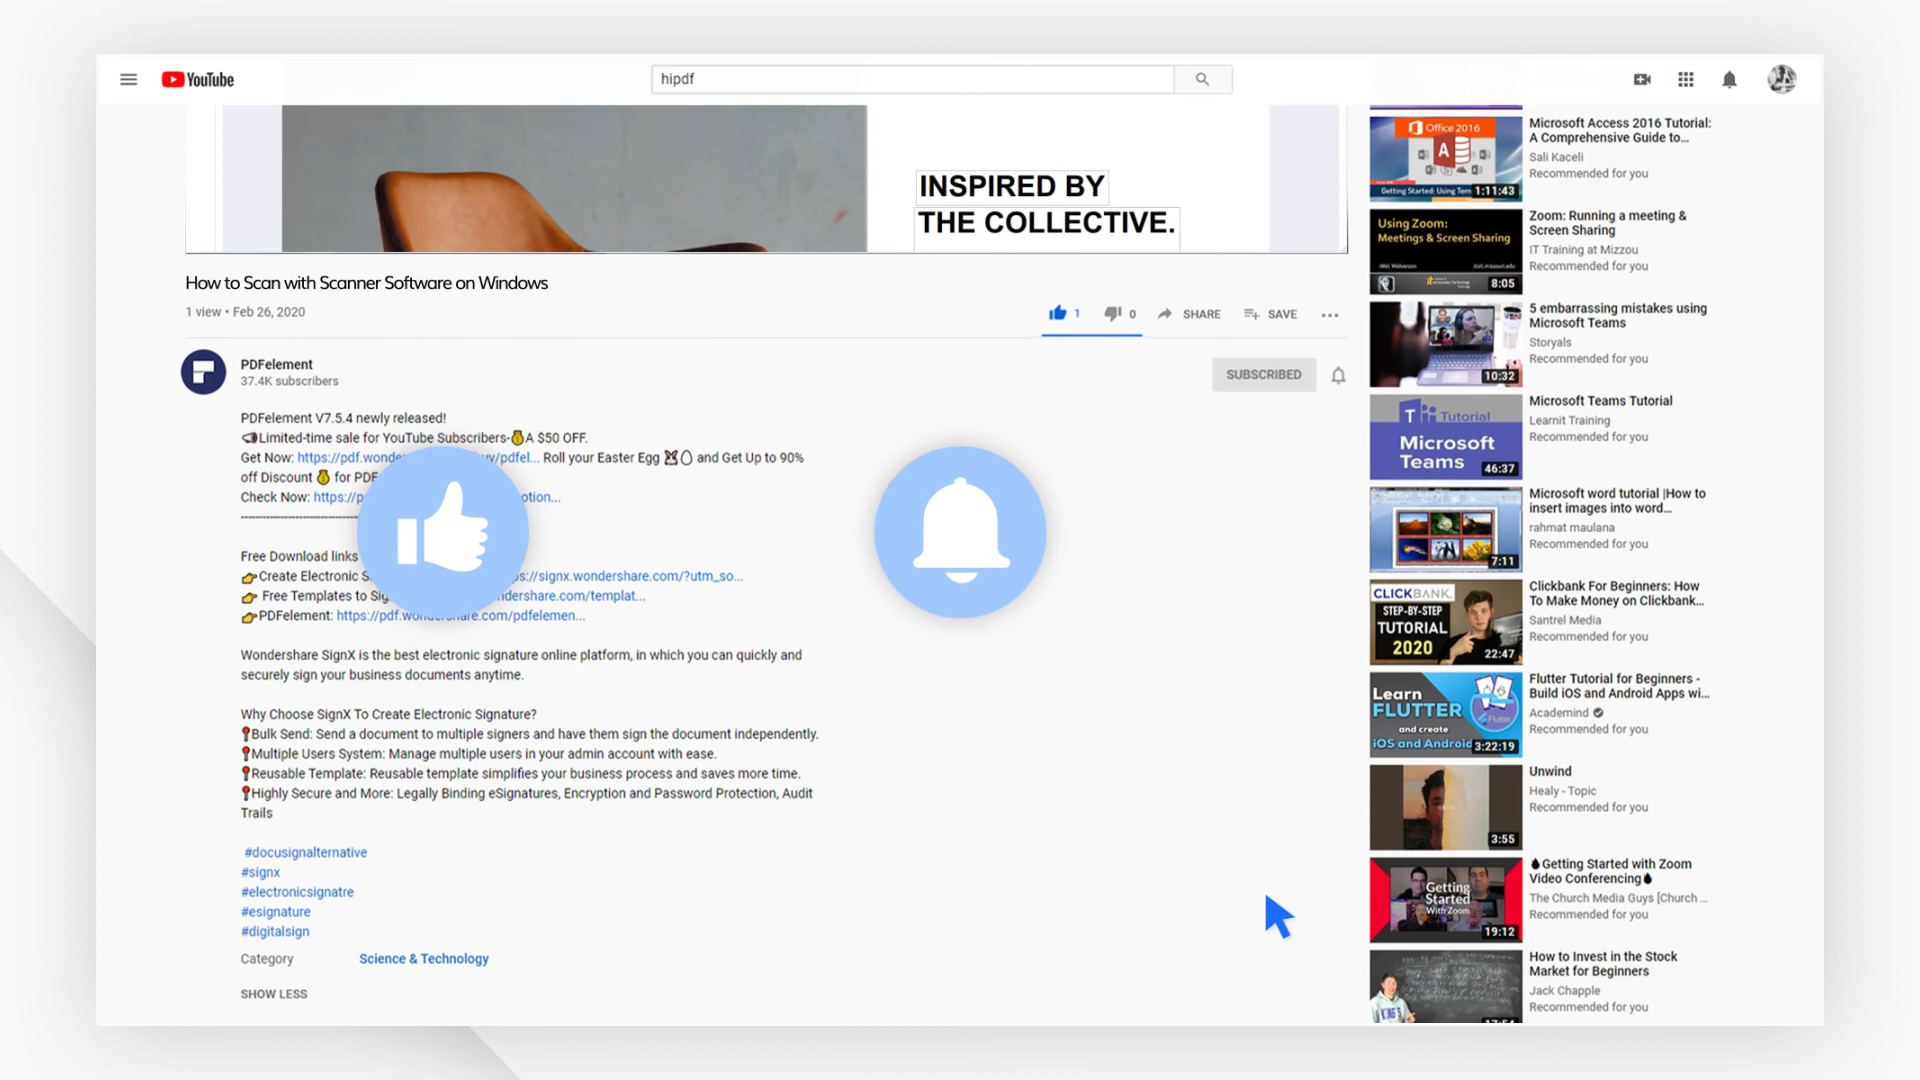 YouTube
hipdf
INSPIRED BY
THE COLLECTIVE.
How to Scan with Scanner Software on Windows
1 view • Feb 26, 2020
1
0
SHARE
SAVE
PDFelement
37.4K subscribers
SUBSCRIBED
PDFelement V7.5.4 newly released!
Limited-time sale for YouTube Subscribers-A $50 OFF.
Get Now: https://pdf.wonde uy/pdfel... Roll your Easter Egg and Get Up to 90%
off Discount for PDF
Check Now: https://p otion...
Free Download links
Create Electronic S ps://signx.wondershare.com/?utm_so...
Free Templates to Sig ndershare.com/templat...
PDFelement: https://pdf.wondershare.com/pdfelemen...
Wondershare SignX is the best electronic signature online platform, in which you can quickly and
securely sign your business documents anytime.
Why Choose SignX To Create Electronic Signature?
Bulk Send: Send a document to multiple signers and have them sign the document independently.
Multiple Users System: Manage multiple users in your admin account with ease.
Reusable Template: Reusable template simplifies your business process and saves more time.
Highly Secure and More: Legally Binding eSignatures, Encryption and Password Protection, Audit
Trails
#docusignalternative
#signx
#electronicsignatre
#esignature
#digitalsign
Category Science & Technology
SHOW LESS
Office 2016
A
Getting Started: Using Tem
1:11:43
Microsoft Access 2016 Tutorial:
A Comprehensive Guide to...
Sali Kaceli
Recommended for you
Using Zoom:
Meetings & Screen Sharing
8:05
Zoom: Running a meeting &
Screen Sharing
IT Training at Mizzou
Recommended for you
10:32
5 embarrassing mistakes using
Microsoft Teams
Storyals
Recommended for you
T Tutorial
Microsoft
Teams
46:37
Microsoft Teams Tutorial
Learnit Training
Recommended for you
7:11
Microsoft word tutorial |How to
insert images into word...
rahmat maulana
Recommended for you
CLICKBANK.
STEP-BY-STEP
TUTORIAL
2020
22:47
Clickbank For Beginners: How
To Make Money on Clickbank...
Santrel Media
Recommended for you
Learn
FLUTTER
and create
iOS and Android
Flutter
3:22:19
Flutter Tutorial for Beginners -
Build iOS and Android Apps wi...
Academind
Recommended for you
3:55
Unwind
Healy - Topic
Recommended for you
Getting
Started
With Zoom
19:12
Getting Started with Zoom
Video Conferencing
The Church Media Guys [Church ...
Recommended for you
KING'S
17:54
How to Invest in the Stock
Market for Beginners
Jack Chapple
Recommended for you